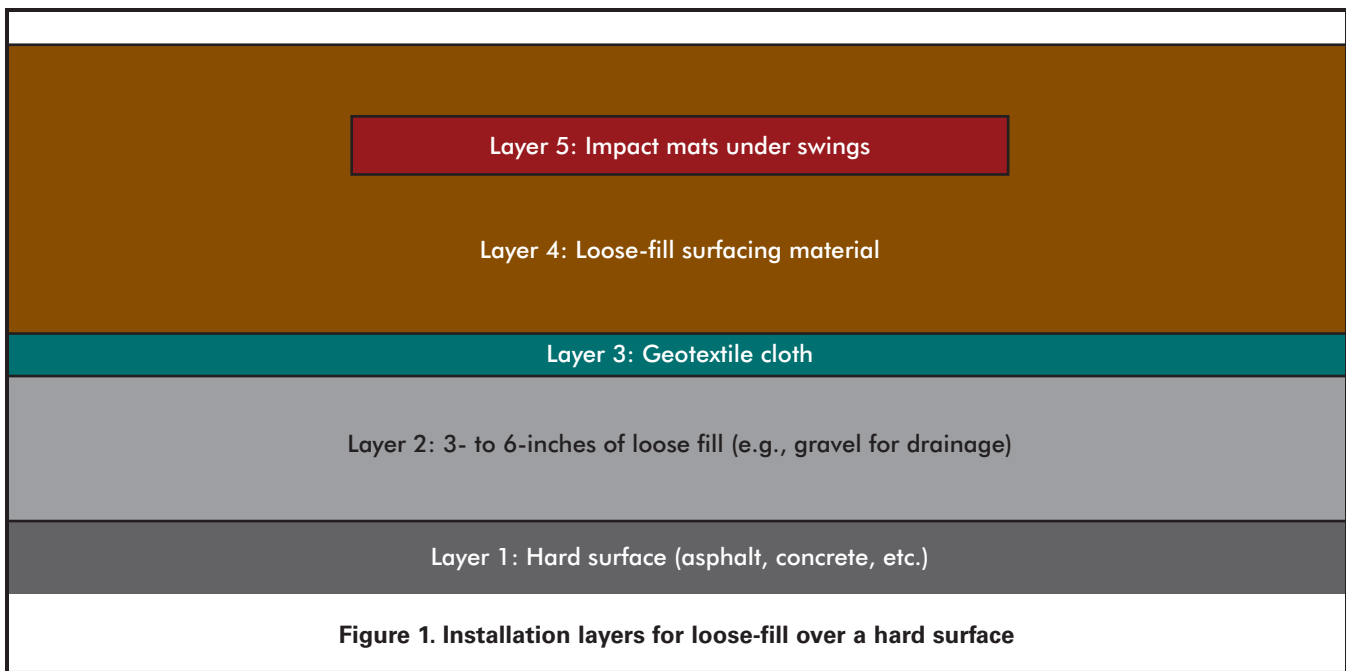 Layer 5: Impact mats under swings
Layer 4: Loose-fill surfacing material
Layer 3: Geotextile cloth
Layer 2: 3- to 6-inches of loose fill (e.g., gravel for drainage)
Layer 1: Hard surface (asphalt, concrete, etc.)
Figure 1. Installation layers for loose-fill over a hard surface